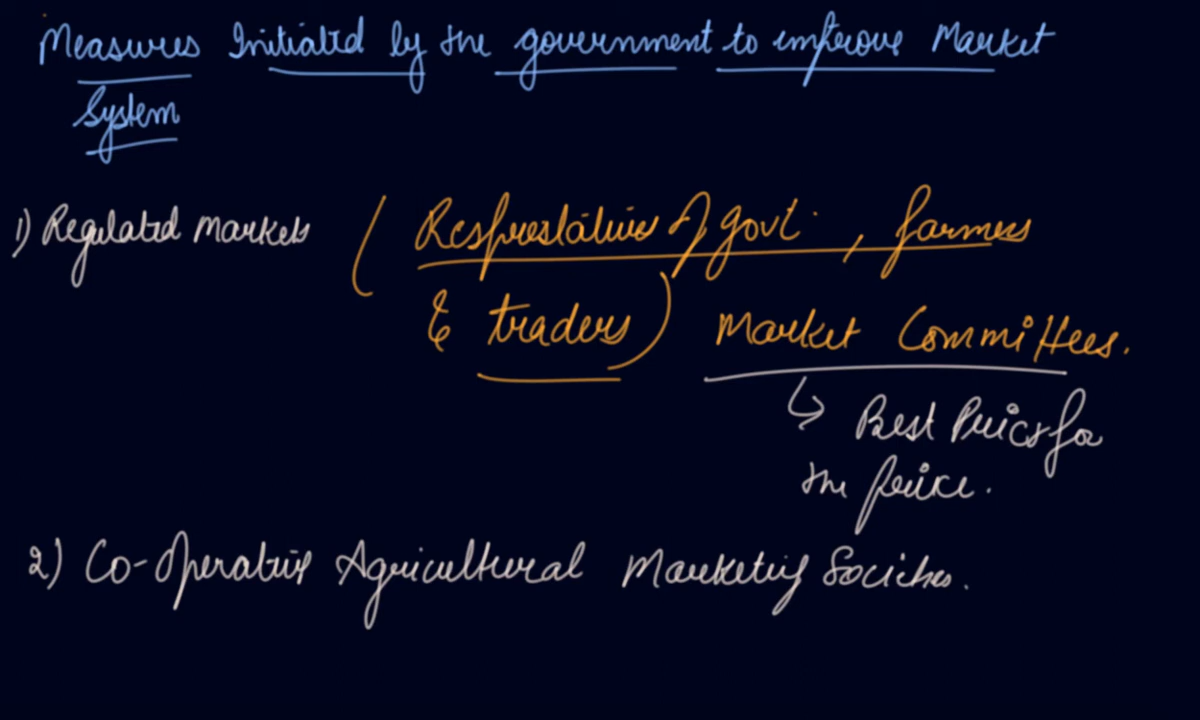 Measures Initiated by the government to improve Market
System
1) Regulated Markets ( Representatives of govt. , farmers
& traders) Market Committees.
↳ Best Prices for
the price.
2) Co-Operative Agricultural Marketing Societies.